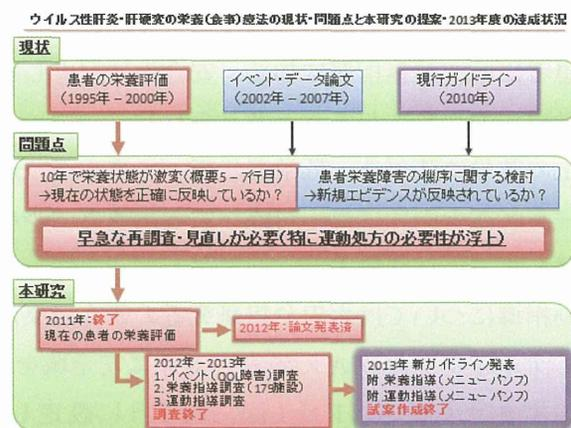 ウイルス性肝炎・肝硬変の栄養(食事)療法の現状・問題点と本研究の提案・2013年度の達成状況
現状
患者の栄養評価
(1995年－2000年)
イベント・データ論文
(2002年－2007年)
現行ガイドライン
(2010年)
問題点
10年で栄養状態が激変(概要5－7行目)
→現在の状態を正確に反映しているか？
患者栄養障害の機序に関する検討
→新規エビデンスが反映されているか？
早急な再調査・見直しが必要(特に運動処方の必要性が浮上)
本研究
2011年：終了
現在の患者の栄養評価
2012年：論文発表済
2012年－2013年
1. イベント(QOL障害)調査
2. 栄養指導調査(179施設)
3. 運動指導調査
調査終了
2013年 新ガイドライン発表
附.栄養指導(メニューパンフ)
附.運動指導(メニューパンフ)
試案作成終了